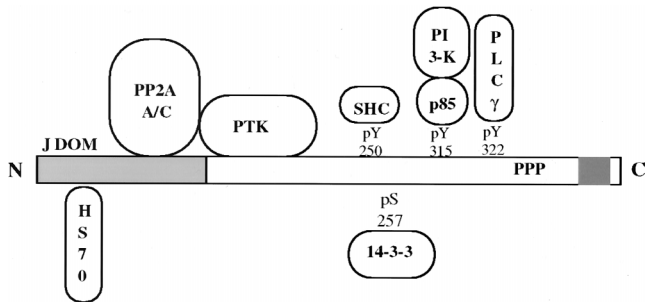 PP2A
A/C
PTK
SHC
pY
250
PI
3-K
p85
pY
315
P
L
C
γ
pY
322
J DOM
N
PPP
C
H
S
7
0
pS
257
14-3-3